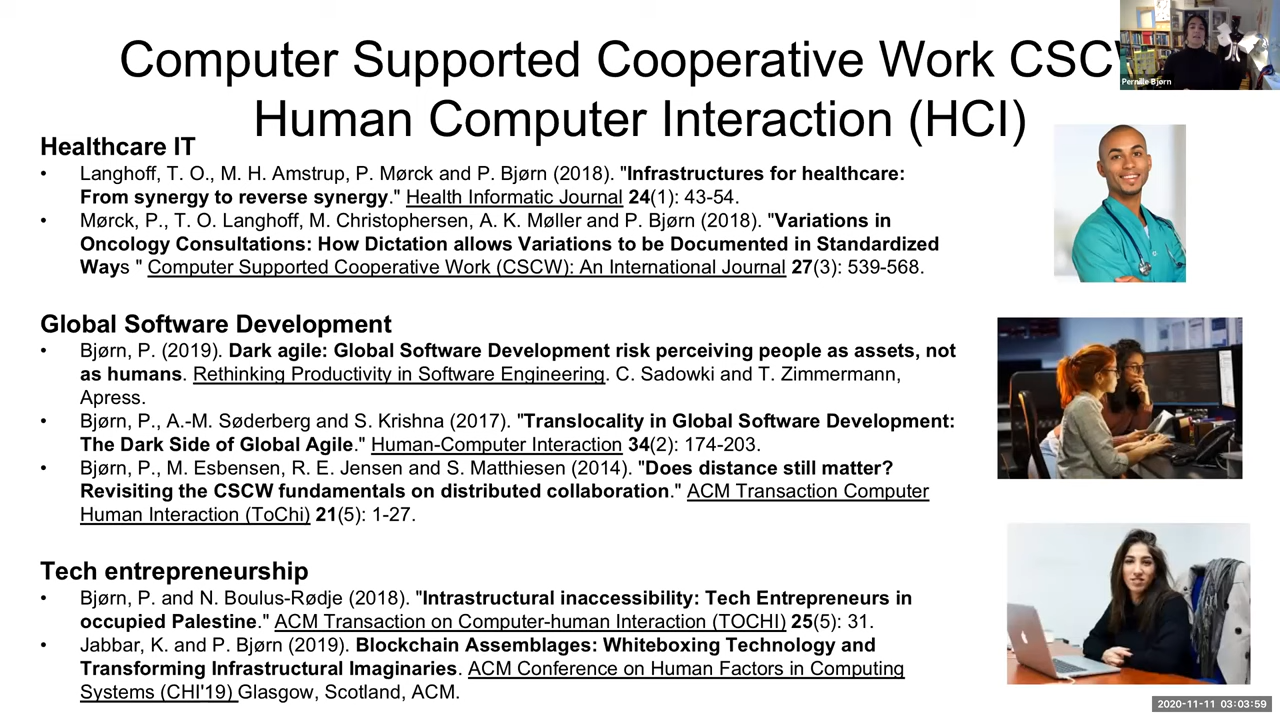 Computer Supported Cooperative Work CSCW
Human Computer Interaction (HCI)
Pernille Bjørn
Healthcare IT
• Langhoff, T. O., M. H. Amstrup, P. Mørck and P. Bjørn (2018). "Infrastructures for healthcare:
From synergy to reverse synergy." Health Informatic Journal 24(1): 43-54.
• Mørck, P., T. O. Langhoff, M. Christophersen, A. K. Møller and P. Bjørn (2018). "Variations in
Oncology Consultations: How Dictation allows Variations to be Documented in Standardized
Ways " Computer Supported Cooperative Work (CSCW): An International Journal 27(3): 539-568.
Global Software Development
• Bjørn, P. (2019). Dark agile: Global Software Development risk perceiving people as assets, not
as humans. Rethinking Productivity in Software Engineering. C. Sadowki and T. Zimmermann,
Apress.
• Bjørn, P., A.-M. Søderberg and S. Krishna (2017). "Translocality in Global Software Development:
The Dark Side of Global Agile." Human-Computer Interaction 34(2): 174-203.
• Bjørn, P., M. Esbensen, R. E. Jensen and S. Matthiesen (2014). "Does distance still matter?
Revisiting the CSCW fundamentals on distributed collaboration." ACM Transaction Computer
Human Interaction (ToChi) 21(5): 1-27.
Tech entrepreneurship
• Bjørn, P. and N. Boulus-Rødje (2018). "Intrastructural inaccessibility: Tech Entrepreneurs in
occupied Palestine." ACM Transaction on Computer-human Interaction (TOCHI) 25(5): 31.
• Jabbar, K. and P. Bjørn (2019). Blockchain Assemblages: Whiteboxing Technology and
Transforming Infrastructural Imaginaries. ACM Conference on Human Factors in Computing
Systems (CHI'19) Glasgow, Scotland, ACM.
2020-11-11 03:03:59